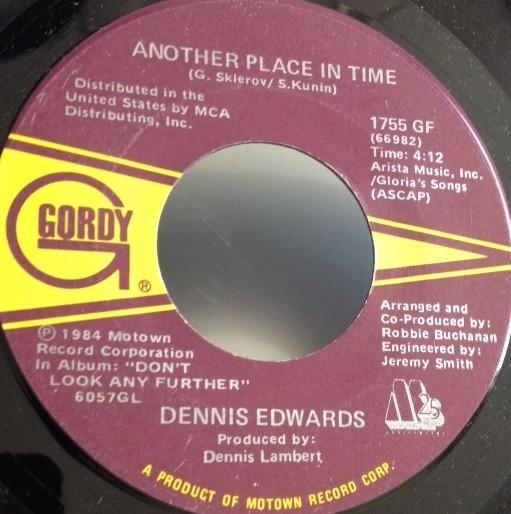 ANOTHER PLACE IN TIME
(G. Sklerov/ S.Kunin)
Distributed in the
United States by MCA
Distributing, Inc.
1755 GF
(66982)
Time: 4:12
Arista Music, Inc.
/Gloria's Songs
(ASCAP)
GORDY
®
℗ 1984 Motown
Record Corporation
In Album: "DON'T
LOOK ANY FURTHER"
6057GL
Arranged and
Co-Produced by:
Robbie Buchanan
Engineered by:
Jeremy Smith
M 25
DENNIS EDWARDS
Produced by:
Dennis Lambert
A PRODUCT OF MOTOWN RECORD CORP.